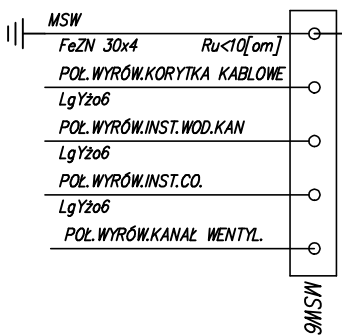 MSW
FeZN 30x4 Ru<10[om]
POŁ.WYRÓW.KORYTKA KABLOWE
LgYżo6
POŁ.WYRÓW.INST.WOD.KAN
LgYżo6
POŁ.WYRÓW.INST.CO.
LgYżo6
POŁ.WYRÓW.KANAŁ WENTYL.
MSW6